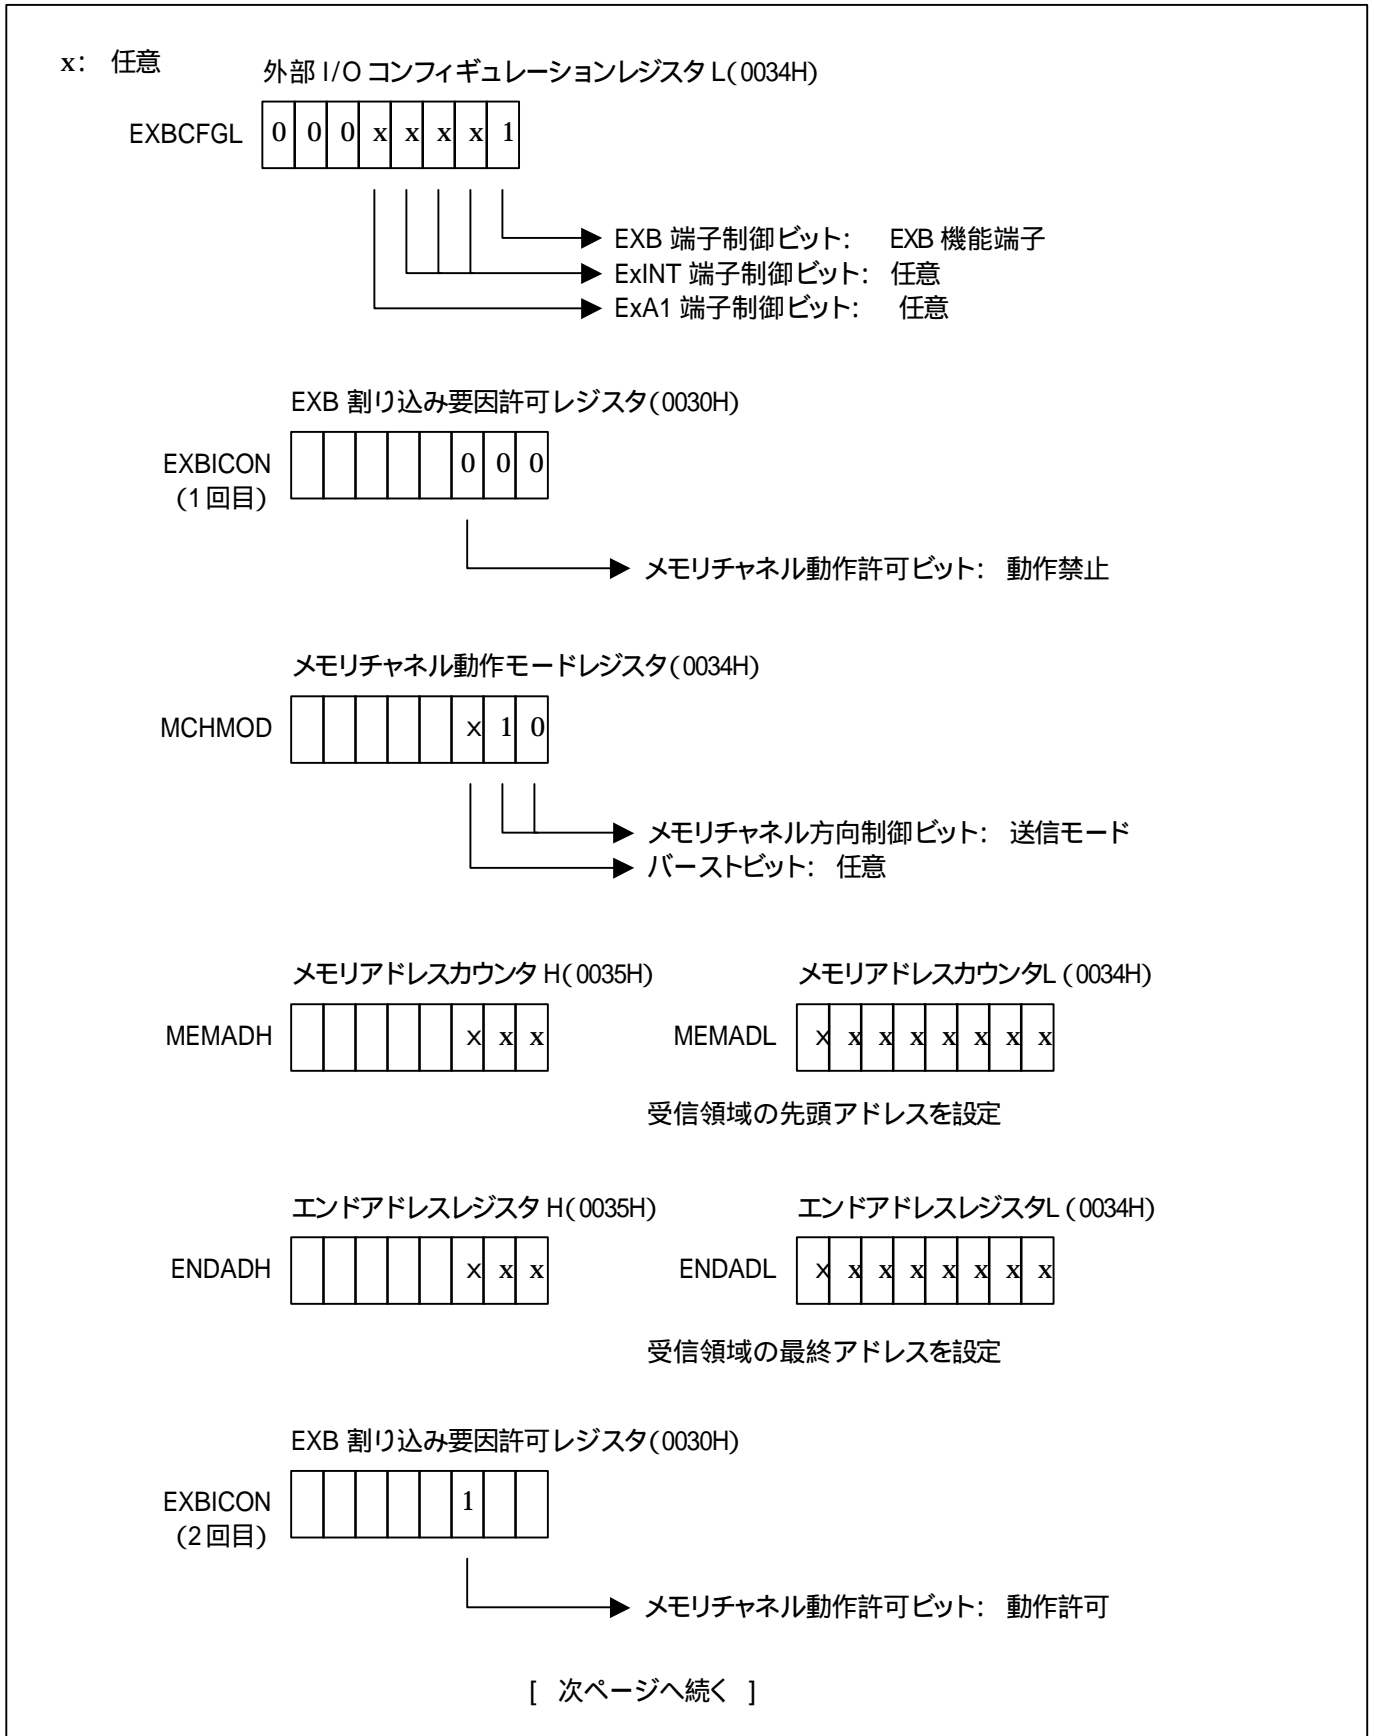 x: 任意
外部 I/O コンフィギュレーションレジスタ L(0034H)
EXBCFGL 0 0 0 x x x x 1
EXB 端子制御ビット: EXB 機能端子
ExINT 端子制御ビット: 任意
ExA1 端子制御ビット: 任意
EXB 割り込み要因許可レジスタ(0030H)
EXBICON 0 0 0
(1回目)
メモリチャネル動作許可ビット: 動作禁止
メモリチャネル動作モードレジスタ(0034H)
MCHMOD x 1 0
メモリチャネル方向制御ビット: 送信モード
バーストビット: 任意
メモリアドレスカウンタ H(0035H) メモリアドレスカウンタL (0034H)
MEMADH x x x MEMADL x x x x x x x x
受信領域の先頭アドレスを設定
エンドアドレスレジスタ H(0035H) エンドアドレスレジスタL (0034H)
ENDADH x x x ENDADL x x x x x x x x
受信領域の最終アドレスを設定
EXB 割り込み要因許可レジスタ(0030H)
EXBICON 1
(2回目)
メモリチャネル動作許可ビット: 動作許可
[ 次ページへ続く ]